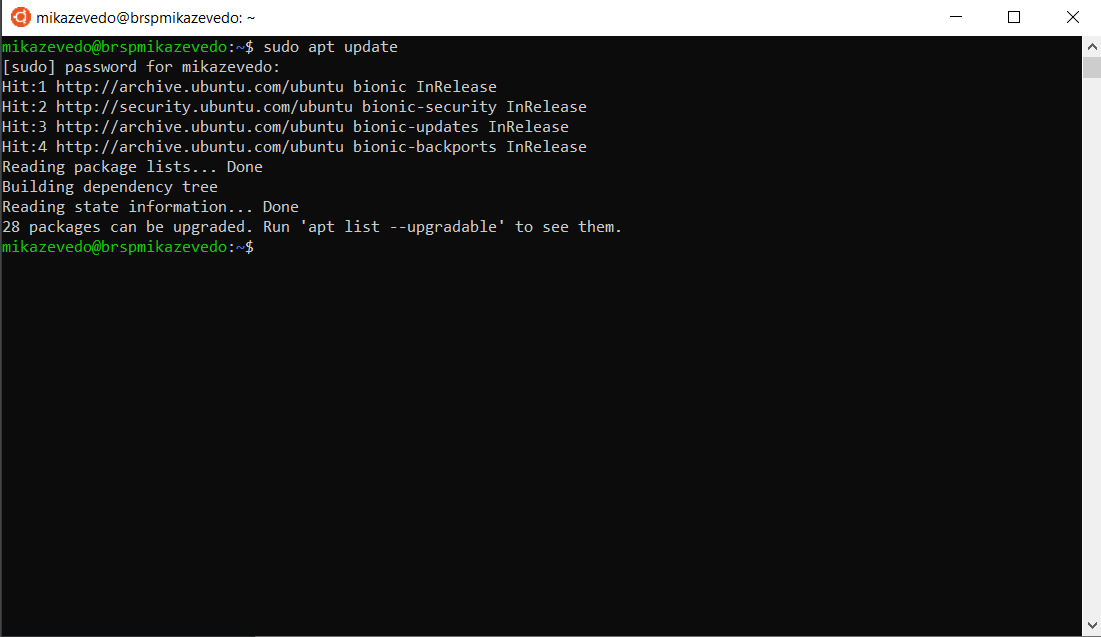 mikazevedo@brspmikazevedo: ~
mikazevedo@brspmikazevedo:~$ sudo apt update
[sudo] password for mikazevedo:
Hit:1 http://archive.ubuntu.com/ubuntu bionic InRelease
Hit:2 http://security.ubuntu.com/ubuntu bionic-security InRelease
Hit:3 http://archive.ubuntu.com/ubuntu bionic-updates InRelease
Hit:4 http://archive.ubuntu.com/ubuntu bionic-backports InRelease
Reading package lists... Done
Building dependency tree
Reading state information... Done
28 packages can be upgraded. Run 'apt list --upgradable' to see them.
mikazevedo@brspmikazevedo:~$